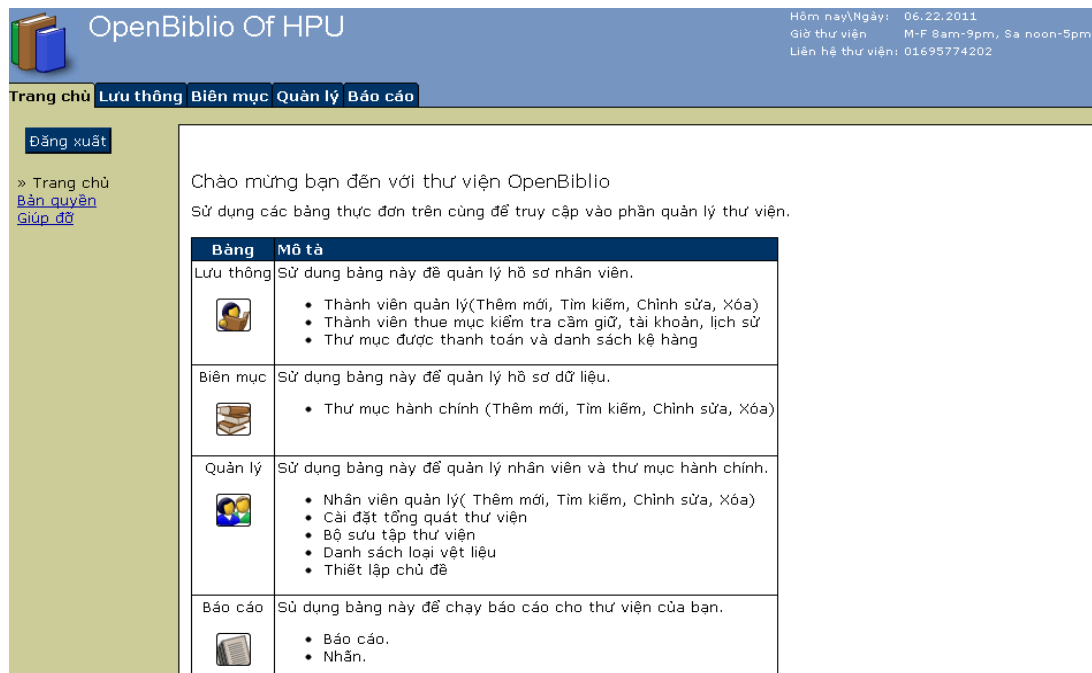 OpenBiblio Of HPU
Hôm nay\Ngày: 06.22.2011
Giờ thư viện M-F 8am-9pm, Sa noon-5pm
Liên hệ thư viện: 01695774202
Trang chủ Lưu thông Biên mục Quản lý Báo cáo
Đăng xuất
» Trang chủ
Bản quyền
Giúp đỡ
Chào mừng bạn đến với thư viện OpenBiblio
Sử dụng các bảng thực đơn trên cùng để truy cập vào phần quản lý thư viện.
Bảng Mô tả
Lưu thông Sử dung bảng này để quản lý hồ sơ nhân viên.
• Thành viên quản lý(Thêm mới, Tìm kiếm, Chỉnh sửa, Xóa)
• Thành viên thue mục kiểm tra cầm giữ, tài khoản, lịch sử
• Thư mục được thanh toán và danh sách kệ hàng
Biên mục Sử dụng bảng này để quản lý hồ sơ dữ liệu.
• Thư mục hành chính (Thêm mới, Tìm kiếm, Chỉnh sửa, Xóa)
Quản lý Sử dụng bảng này để quản lý nhân viên và thư mục hành chính.
• Nhân viên quản lý( Thêm mới, Tìm kiếm, Chỉnh sửa, Xóa)
• Cài đặt tổng quát thư viện
• Bộ sưu tập thư viện
• Danh sách loại vệt liệu
• Thiết lập chủ đề
Báo cáo Sủ dụng bảng này để chạy báo cáo cho thư viện của bạn.
• Báo cáo.
• Nhãn.